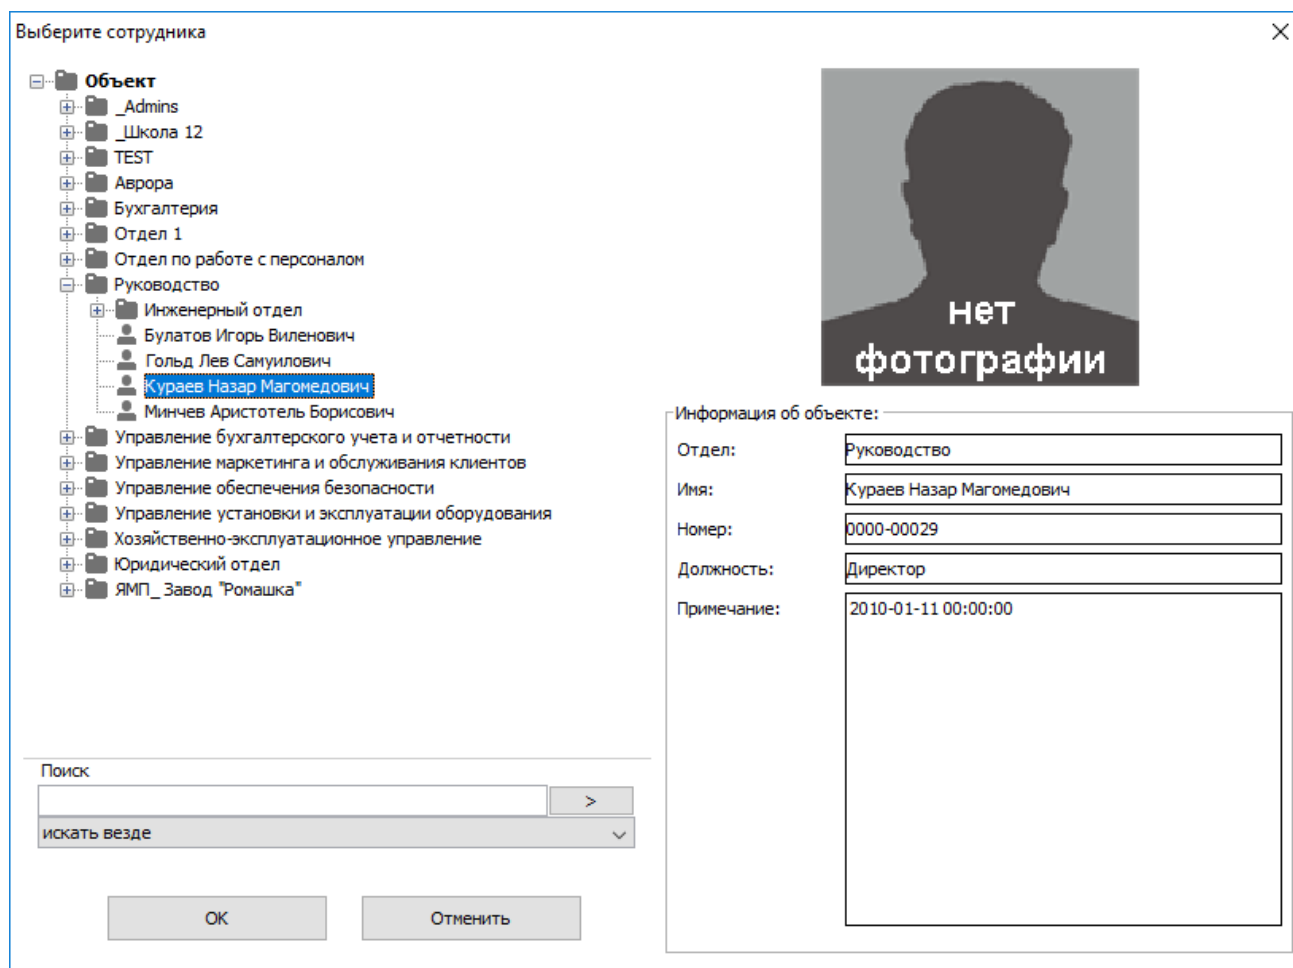 Выберите сотрудника
Объект
_Admins
_Школа 12
TEST
Аврора
Бухгалтерия
Отдел 1
Отдел по работе с персоналом
Руководство
Инженерный отдел
Булатов Игорь Виленович
Гольд Лев Самуилович
Кураев Назар Магомедович
Минчев Аристотель Борисович
Управление бухгалтерского учета и отчетности
Управление маркетинга и обслуживания клиентов
Управление обеспечения безопасности
Управление установки и эксплуатации оборудования
Хозяйственно-эксплуатационное управление
Юридический отдел
ЯМП_ Завод "Ромашка"
Поиск
>
искать везде
ОК
Отменить
нет
фотографии
Информация об объекте:
Отдел: Руководство
Имя: Кураев Назар Магомедович
Номер: 0000-00029
Должность: Директор
Примечание: 2010-01-11 00:00:00